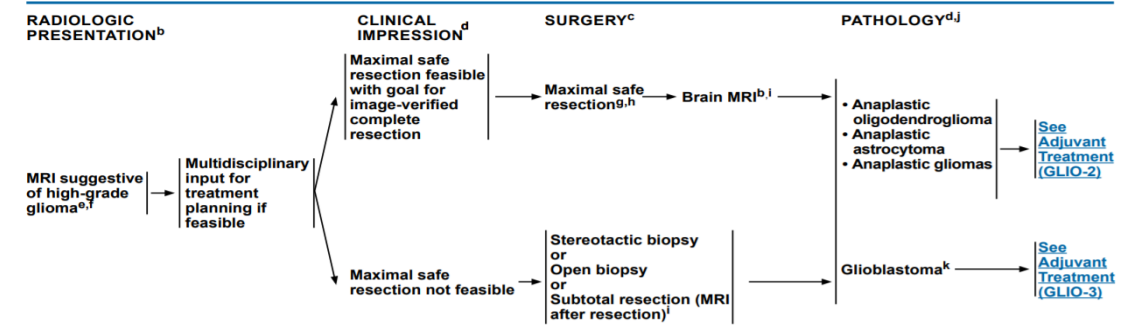 RADIOLOGIC
PRESENTATIONᵇ
CLINICAL
IMPRESSIONᵈ
SURGERYᶜ
PATHOLOGYᵈ,ʲ
MRI suggestive
of high-grade
gliomaᵉ,ᶠ
Multidisciplinary
input for
treatment
planning if
feasible
Maximal safe
resection feasible
with goal for
image-verified
complete
resection
Maximal safe
resectionᵍ,ʰ
Brain MRIᵇ,ⁱ
Maximal safe
resection not feasible
Stereotactic biopsy
or
Open biopsy
or
Subtotal resection (MRI
after resection)ⁱ
• Anaplastic
oligodendroglioma
• Anaplastic
astrocytoma
• Anaplastic gliomas
See
Adjuvant
Treatment
(GLIO-2)
Glioblastomaᵏ
See
Adjuvant
Treatment
(GLIO-3)